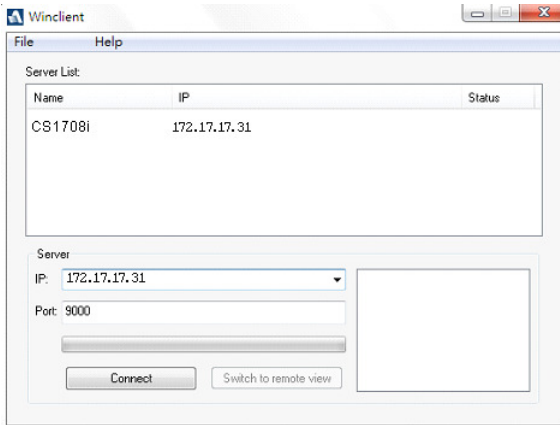 Winclient
File Help
Server List:
Name IP Status
CS1708i 172.17.17.31
Server
IP: 172.17.17.31
Port: 9000
Connect Switch to remote view